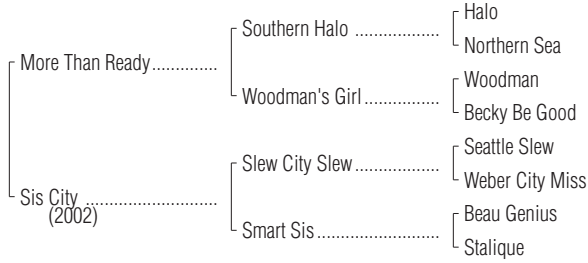 Halo
Southern Halo ..................
Northern Sea
More Than Ready..............
Woodman
Woodman's Girl................
Becky Be Good
Seattle Slew
Slew City Slew..................
Weber City Miss
Sis City ............................
(2002)
Beau Genius
Smart Sis..........................
Stalique